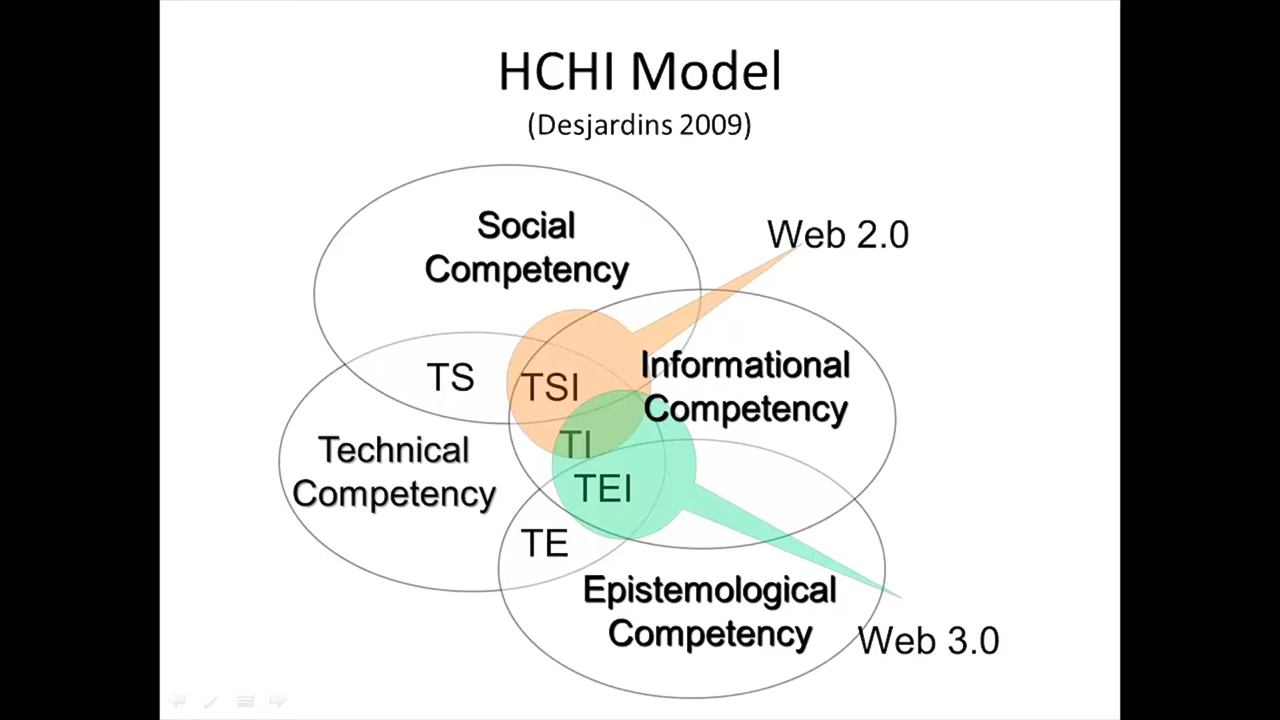 HCHI Model
(Desjardins 2009)
Social
Competency
Web 2.0
Informational
Competency
TS
TSI
Technical
Competency
TI
TEI
TE
Epistemological
Competency
Web 3.0